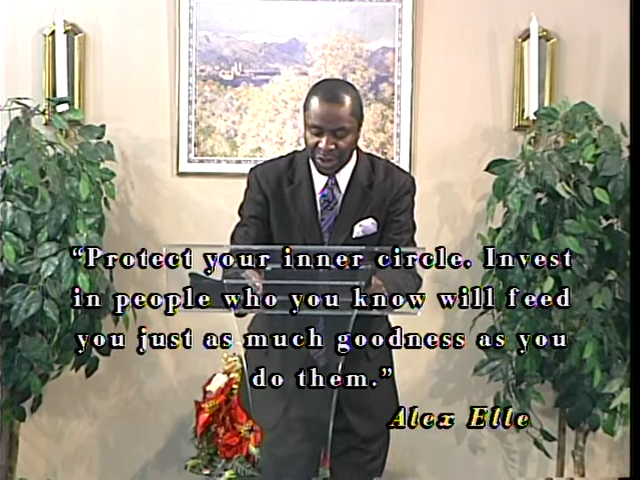 “Protect your inner circle. Invest
in people who you know will feed
you just as much goodness as you
do them.”
Alex Elle